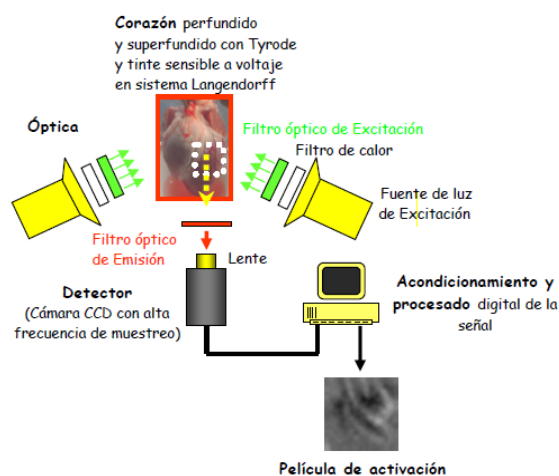 Corazón perfundido
y superfundido con Tyrode
y tinte sensible a voltaje
en sistema Langendorff
Óptica
Filtro óptico de Excitación
Filtro de calor
Fuente de luz
de Excitación
Filtro óptico
de Emisión
Lente
Detector
(Cámara CCD con alta
frecuencia de muestreo)
Acondicionamiento y
procesado digital de la
señal
Película de activación